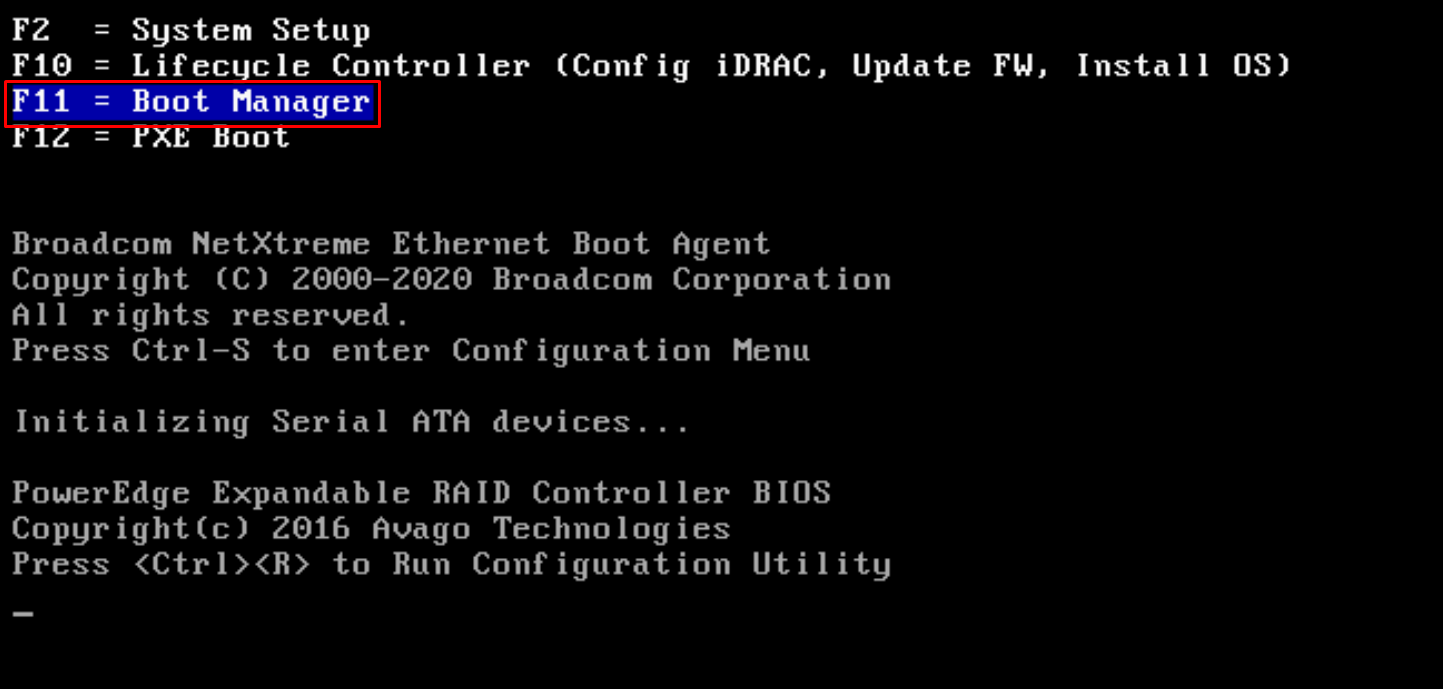 F2 = System Setup
F10 = Lifecycle Controller (Config iDRAC, Update FW, Install OS)
F11 = Boot Manager
F12 = PXE Boot
Broadcom NetXtreme Ethernet Boot Agent
Copyright (C) 2000-2020 Broadcom Corporation
All rights reserved.
Press Ctrl-S to enter Configuration Menu
Initializing Serial ATA devices...
PowerEdge Expandable RAID Controller BIOS
Copyright(c) 2016 Avago Technologies
Press <Ctrl><R> to Run Configuration Utility